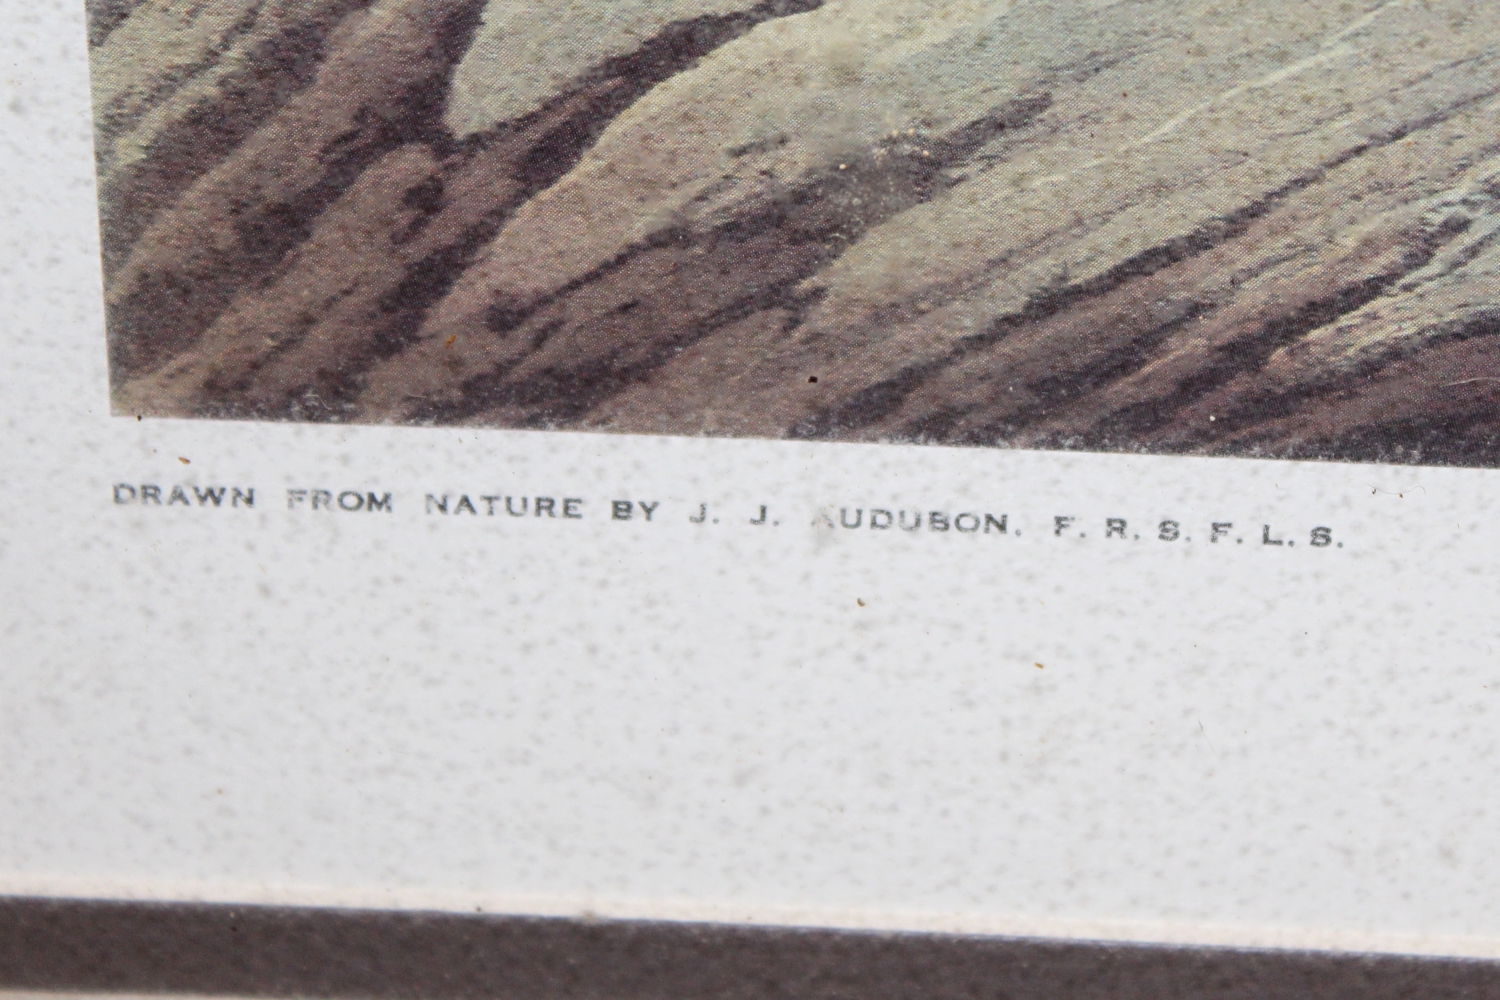 DRAWN FROM NATURE BY J. J. AUDUBON. F. R. S. F. L. S.